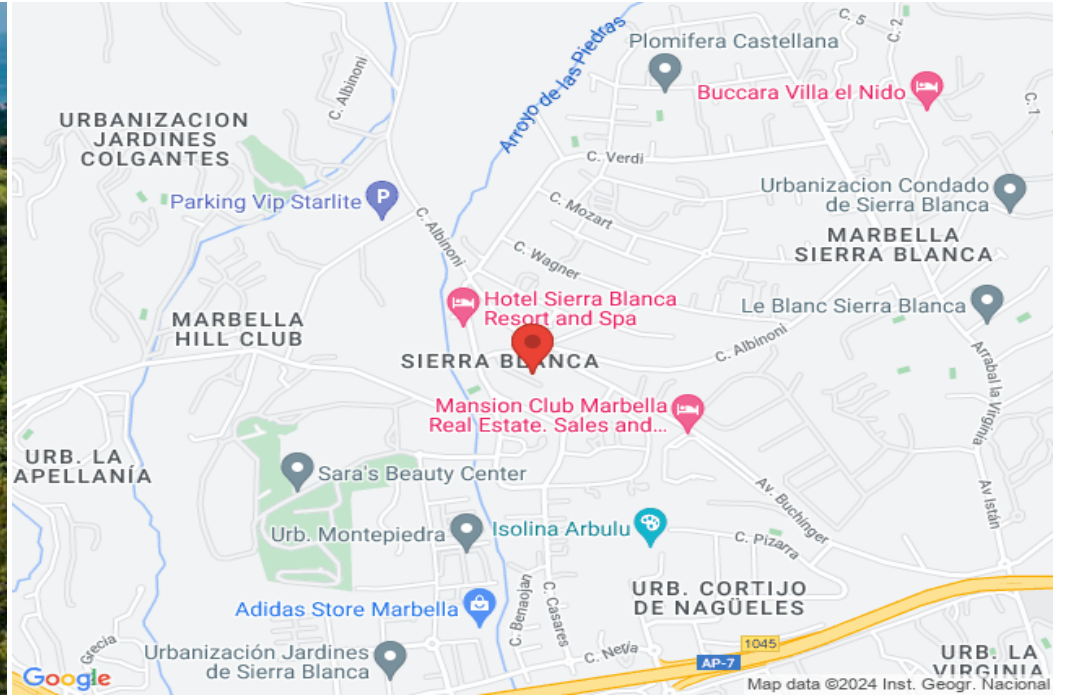 C. 5
C. 2
Plomifera Castellana
Arroyo de las Piedras
C. Albinoni
Buccara Villa el Nido
C. 1
URBANIZACION
JARDINES
COLGANTES
C. Verdi
Parking Vip Starlite
P
Urbanizacion Condado
de Sierra Blanca
C. Mozart
C. Albinoni
MARBELLA
SIERRA BLANCA
C. Wagner
Hotel Sierra Blanca
Resort and Spa
Le Blanc Sierra Blanca
MARBELLA
HILL CLUB
C. Albinoni
SIERRA BLANCA
Arrabal la Virginia
Mansion Club Marbella
Real Estate. Sales and...
URB. LA
APELLANÍA
Sara's Beauty Center
Av. Buchinger
Av Istán
Urb. Montepiedra
Isolina Arbulu
C. Pizarra
C. Benaojan
C. Casares
URB. CORTIJO
DE NAGÜELES
Adidas Store Marbella
Grecia
Urbanización Jardines
de Sierra Blanca
C. Nerja
1045
AP-7
URB. LA
VIRGINIA
Google
Map data ©2024 Inst. Geogr. Nacional